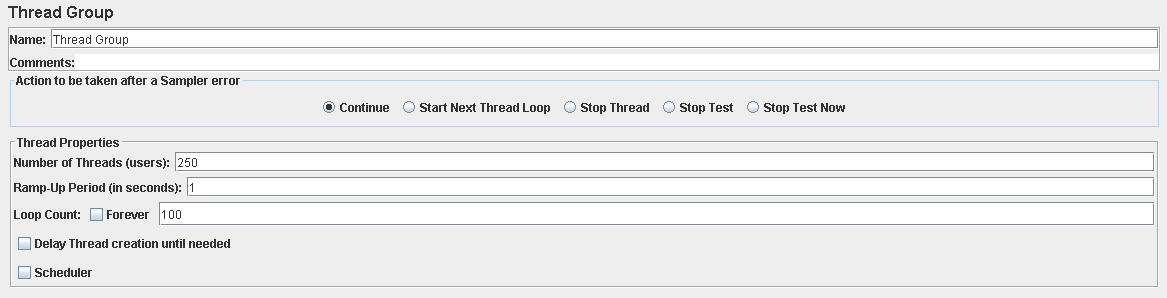 Thread Group
Name: Thread Group
Comments:
Action to be taken after a Sampler error
Continue Start Next Thread Loop Stop Thread Stop Test Stop Test Now
Thread Properties
Number of Threads (users): 250
Ramp-Up Period (in seconds): 1
Loop Count: Forever 100
Delay Thread creation until needed
Scheduler